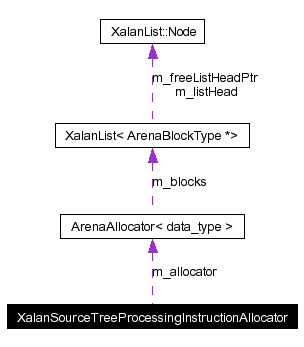 XalanList::Node
m_freeListHeadPtr
m_listHead
XalanList< ArenaBlockType *>
m_blocks
ArenaAllocator< data_type >
m_allocator
XalanSourceTreeProcessingInstructionAllocator